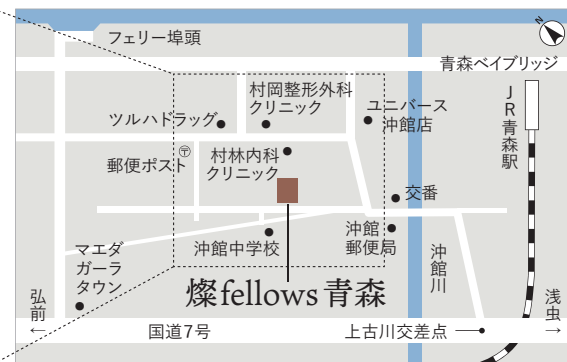 フェリー埠頭
N
青森ベイブリッジ
村岡整形外科
クリニック
ツルハドラッグ
ユニバース
沖館店
JR青森駅
郵便ポスト
〒
村林内科
クリニック
交番
沖館中学校
沖館
郵便局
沖館川
マエダ
ガーラ
タウン
燦fellows青森
弘前
←
国道7号
上古川交差点
浅虫
→